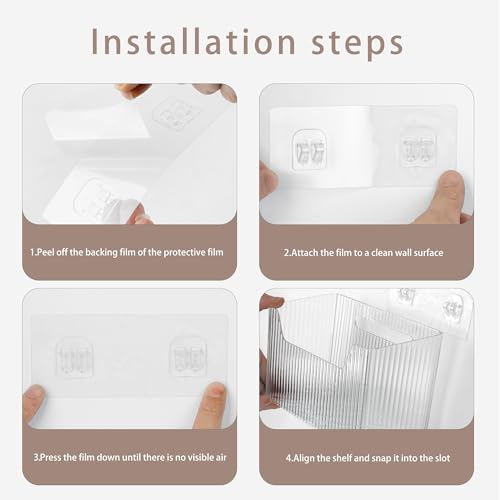 Installation steps
1.Peel off the backing film of the protective film
2.Attach the film to a clean wall surface
3.Press the film down until there is no visible air
4.Align the shelf and snap it into the slot